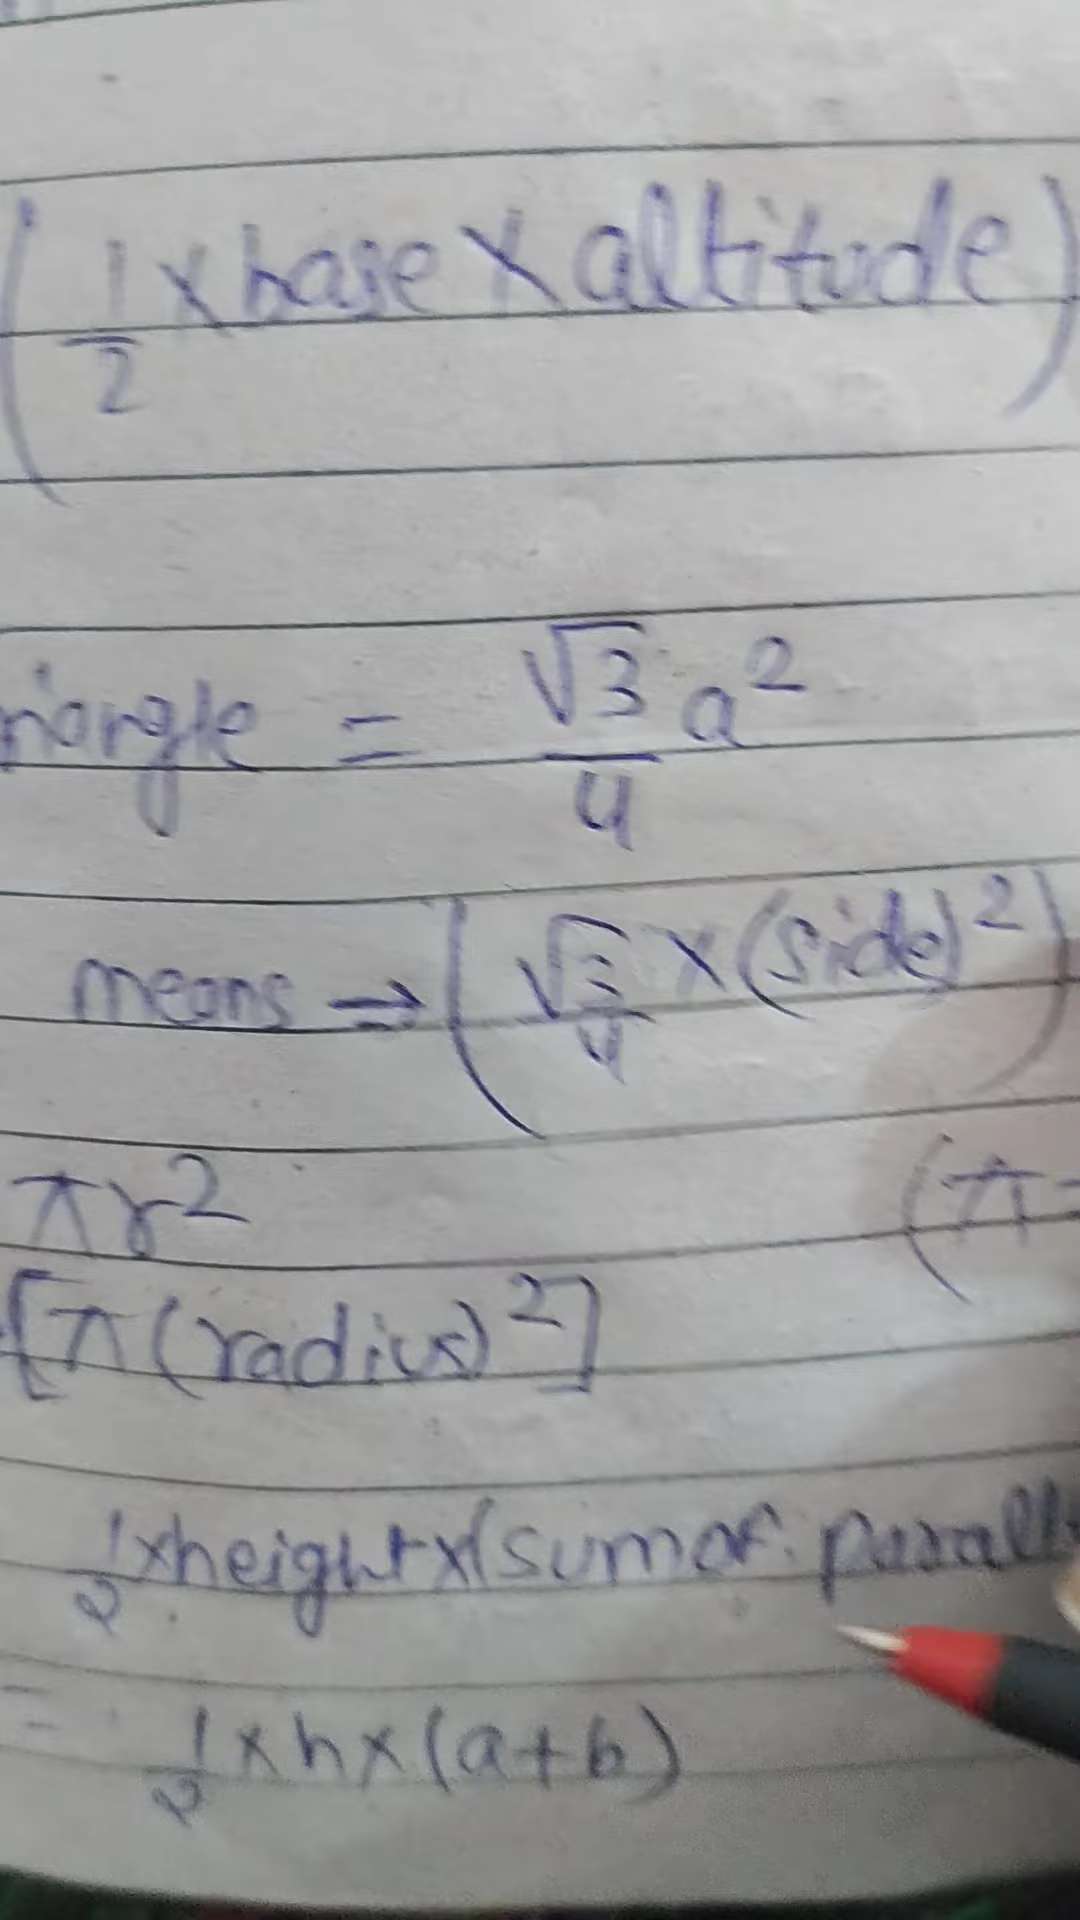 (1/2 x base x altitude)
riangle = √3/4 a²
means → (√3/4 x (side)²)
πr² (π=
[π(radius)²]
1/2 x height x (sum of parall
= 1/2 x h x (a+b)